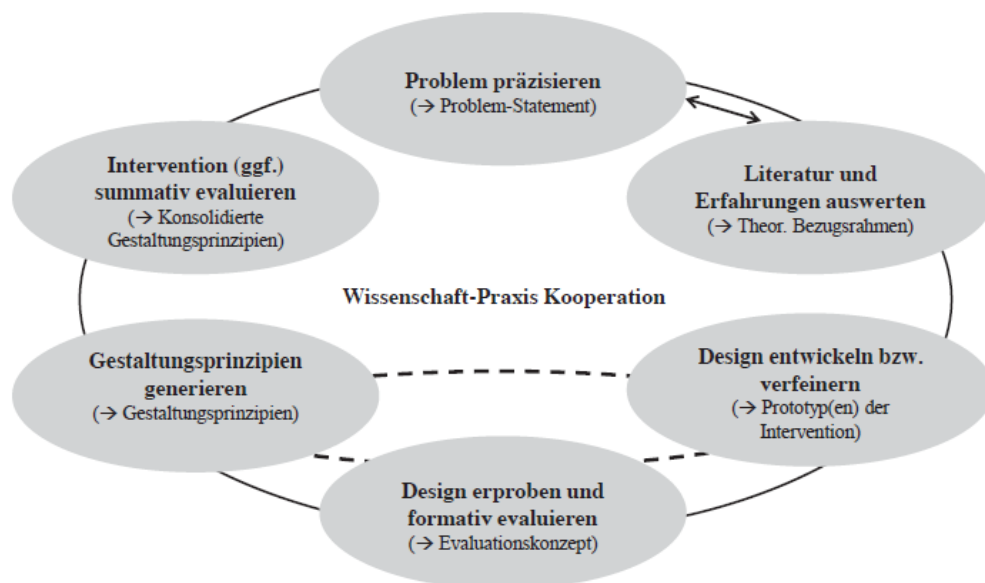 Problem präzisieren
(→ Problem-Statement)
Literatur und
Erfahrungen auswerten
(→ Theor. Bezugsrahmen)
Design entwickeln bzw.
verfeinern
(→ Prototyp(en) der
Intervention)
Design erproben und
formativ evaluieren
(→ Evaluationskonzept)
Gestaltungsprinzipien
generieren
(→ Gestaltungsprinzipien)
Intervention (ggf.)
summativ evaluieren
(→ Konsolidierte
Gestaltungsprinzipien)
Wissenschaft-Praxis Kooperation